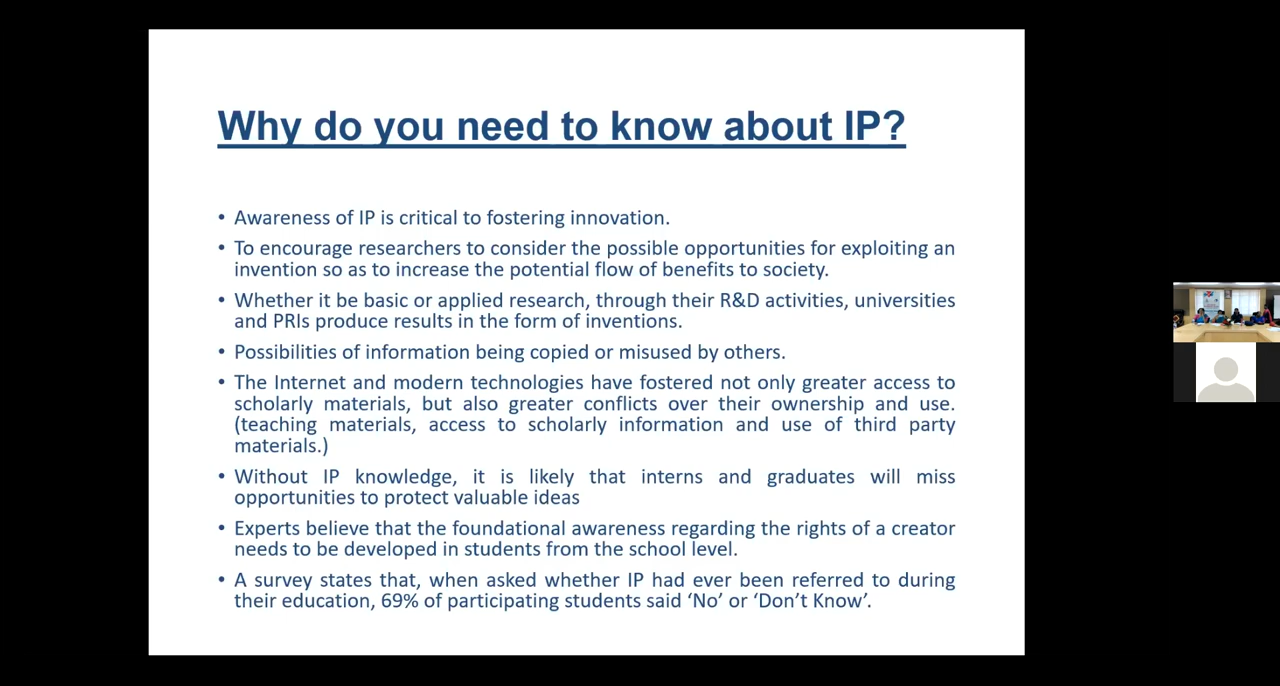 Why do you need to know about IP?
• Awareness of IP is critical to fostering innovation.
• To encourage researchers to consider the possible opportunities for exploiting an
invention so as to increase the potential flow of benefits to society.
• Whether it be basic or applied research, through their R&D activities, universities
and PRIs produce results in the form of inventions.
• Possibilities of information being copied or misused by others.
• The Internet and modern technologies have fostered not only greater access to
scholarly materials, but also greater conflicts over their ownership and use.
(teaching materials, access to scholarly information and use of third party
materials.)
• Without IP knowledge, it is likely that interns and graduates will miss
opportunities to protect valuable ideas
• Experts believe that the foundational awareness regarding the rights of a creator
needs to be developed in students from the school level.
• A survey states that, when asked whether IP had ever been referred to during
their education, 69% of participating students said ‘No’ or ‘Don’t Know’.